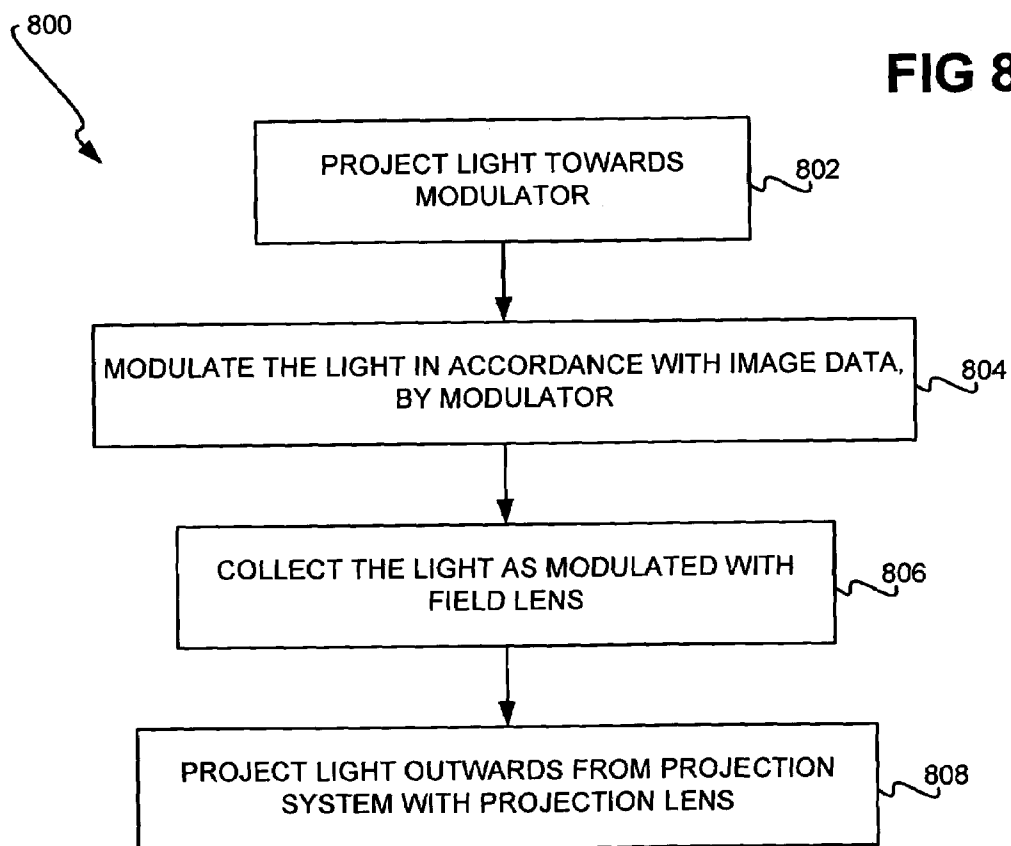 800
FIG 8
PROJECT LIGHT TOWARDS
MODULATOR
802
MODULATE THE LIGHT IN ACCORDANCE WITH IMAGE DATA,
BY MODULATOR
804
COLLECT THE LIGHT AS MODULATED WITH
FIELD LENS
806
PROJECT LIGHT OUTWARDS FROM PROJECTION
SYSTEM WITH PROJECTION LENS
808